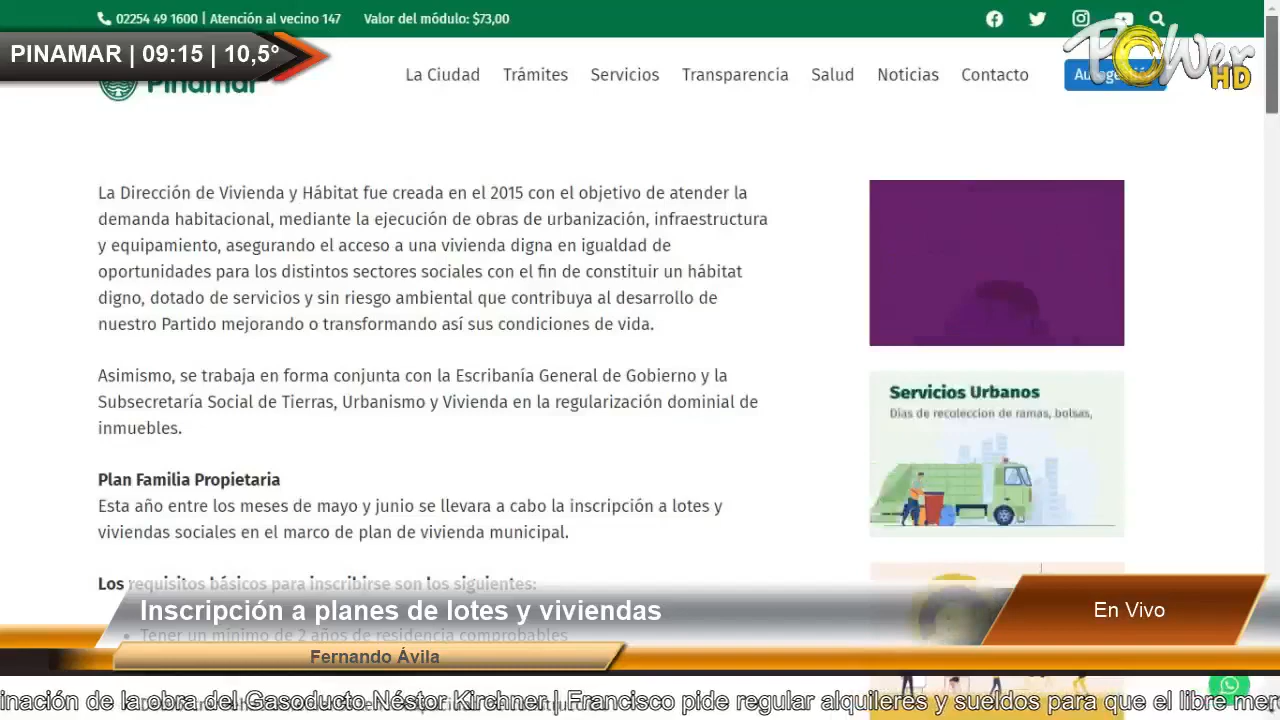 02254 49 1600 | Atención al vecino 147
Valor del módulo: $73,00
PINAMAR | 09:15 | 10,5°
Pinamar
La Ciudad Trámites Servicios Transparencia Salud Noticias Contacto
POWer
HD
La Dirección de Vivienda y Hábitat fue creada en el 2015 con el objetivo de atender la
demanda habitacional, mediante la ejecución de obras de urbanización, infraestructura
y equipamiento, asegurando el acceso a una vivienda digna en igualdad de
oportunidades para los distintos sectores sociales con el fin de constituir un hábitat
digno, dotado de servicios y sin riesgo ambiental que contribuya al desarrollo de
nuestro Partido mejorando o transformando así sus condiciones de vida.
Asimismo, se trabaja en forma conjunta con la Escribanía General de Gobierno y la
Subsecretaría Social de Tierras, Urbanismo y Vivienda en la regularización dominial de
inmuebles.
Plan Familia Propietaria
Esta año entre los meses de mayo y junio se llevara a cabo la inscripción a lotes y
viviendas sociales en el marco de plan de vivienda municipal.
Los requisitos básicos para inscribirse son los siguientes:
Tener un mínimo de 2 años de residencia comprobables
Servicios Urbanos
Dias de recoleccion de ramas, bolsas,
Inscripción a planes de lotes y viviendas
En Vivo
Fernando Ávila
inación de la obra del Gasoducto Néstor Kirchner | Francisco pide regular alquileres y sueldos para que el libre mer